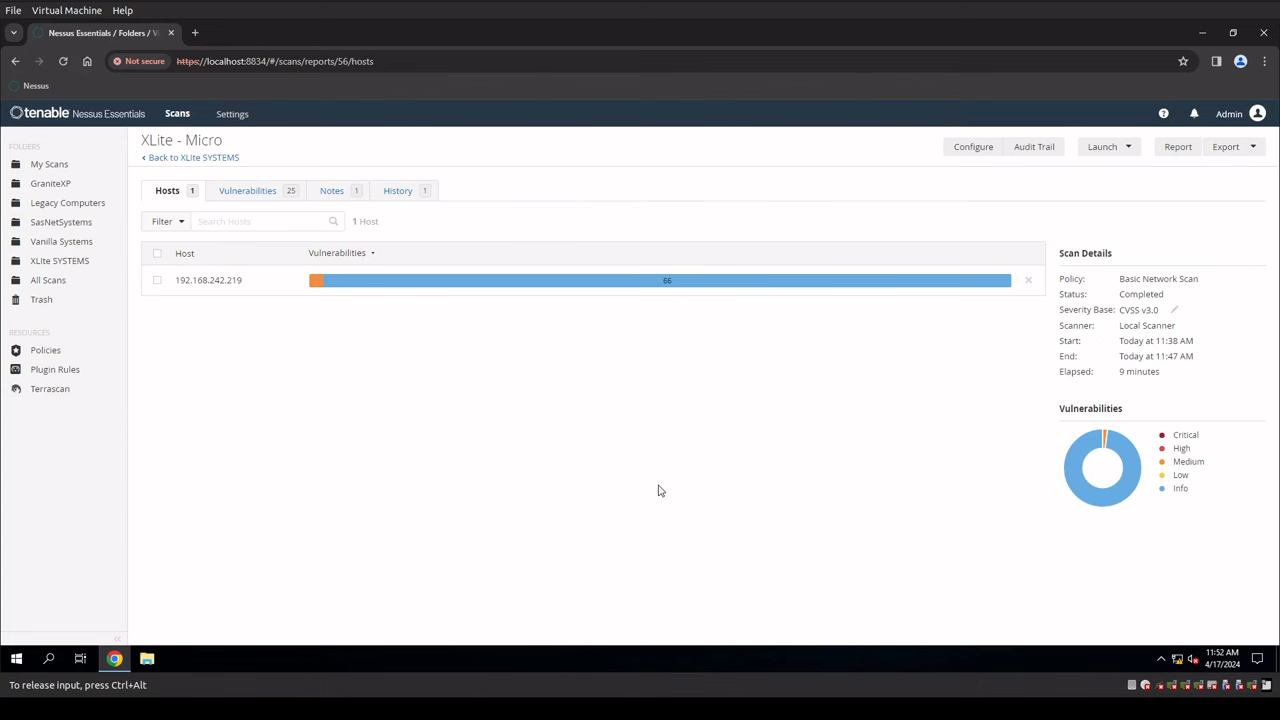 File Virtual Machine Help
Nessus Essentials / Folders / Vi
Not secure https://localhost:8834/#/scans/reports/56/hosts
Nessus
tenable Nessus Essentials Scans Settings Admin
FOLDERS
My Scans
GraniteXP
Legacy Computers
SasNetSystems
Vanilla Systems
XLIte SYSTEMS
All Scans
Trash
RESOURCES
Policies
Plugin Rules
Terrascan
XLite - Micro
Back to XLIte SYSTEMS
Configure Audit Trail Launch Report Export
Hosts 1 Vulnerabilities 25 Notes 1 History 1
Filter Search Hosts 1 Host
Host Vulnerabilities
192.168.242.219 66
Scan Details
Policy: Basic Network Scan
Status: Completed
Severity Base: CVSS v3.0
Scanner: Local Scanner
Start: Today at 11:38 AM
End: Today at 11:47 AM
Elapsed: 9 minutes
Vulnerabilities
Critical
High
Medium
Low
Info
11:52 AM
4/17/2024
To release input, press Ctrl+Alt